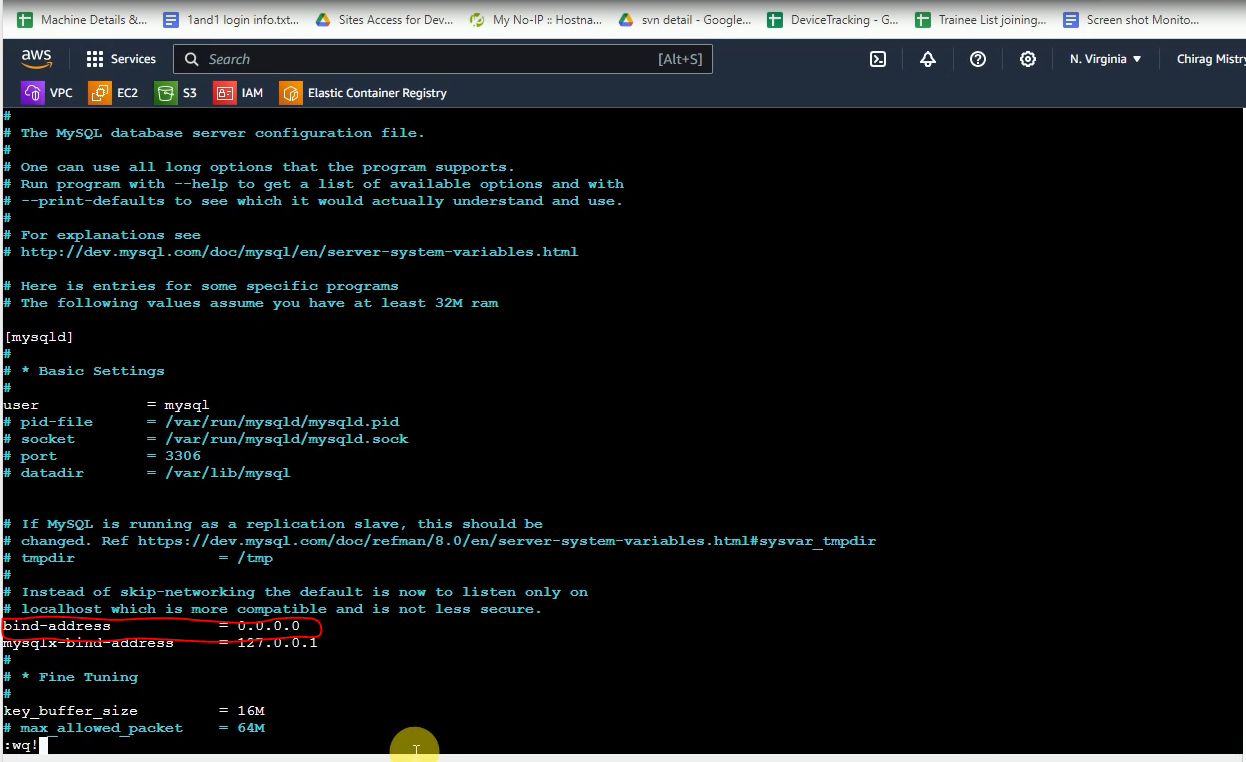 Machine Details &... 1and1 login info.txt... Sites Access for Dev... My No-IP :: Hostna... svn detail - Google... DeviceTracking - G... Trainee List joining... Screen shot Monito...
aws Services Search [Alt+S] N. Virginia ▼ Chirag Mistry
VPC EC2 S3 IAM Elastic Container Registry
#
# The MySQL database server configuration file.
#
# One can use all long options that the program supports.
# Run program with --help to get a list of available options and with
# --print-defaults to see which it would actually understand and use.
#
# For explanations see
# http://dev.mysql.com/doc/mysql/en/server-system-variables.html

# Here is entries for some specific programs
# The following values assume you have at least 32M ram

[mysqld]
#
# * Basic Settings
#
user = mysql
# pid-file = /var/run/mysqld/mysqld.pid
# socket = /var/run/mysqld/mysqld.sock
# port = 3306
# datadir = /var/lib/mysql

# If MySQL is running as a replication slave, this should be
# changed. Ref https://dev.mysql.com/doc/refman/8.0/en/server-system-variables.html#sysvar_tmpdir
# tmpdir = /tmp
#
# Instead of skip-networking the default is now to listen only on
# localhost which is more compatible and is not less secure.
bind-address = 0.0.0.0
mysqlx-bind-address = 127.0.0.1
#
# * Fine Tuning
#
key_buffer_size = 16M
# max_allowed_packet = 64M
:wq!